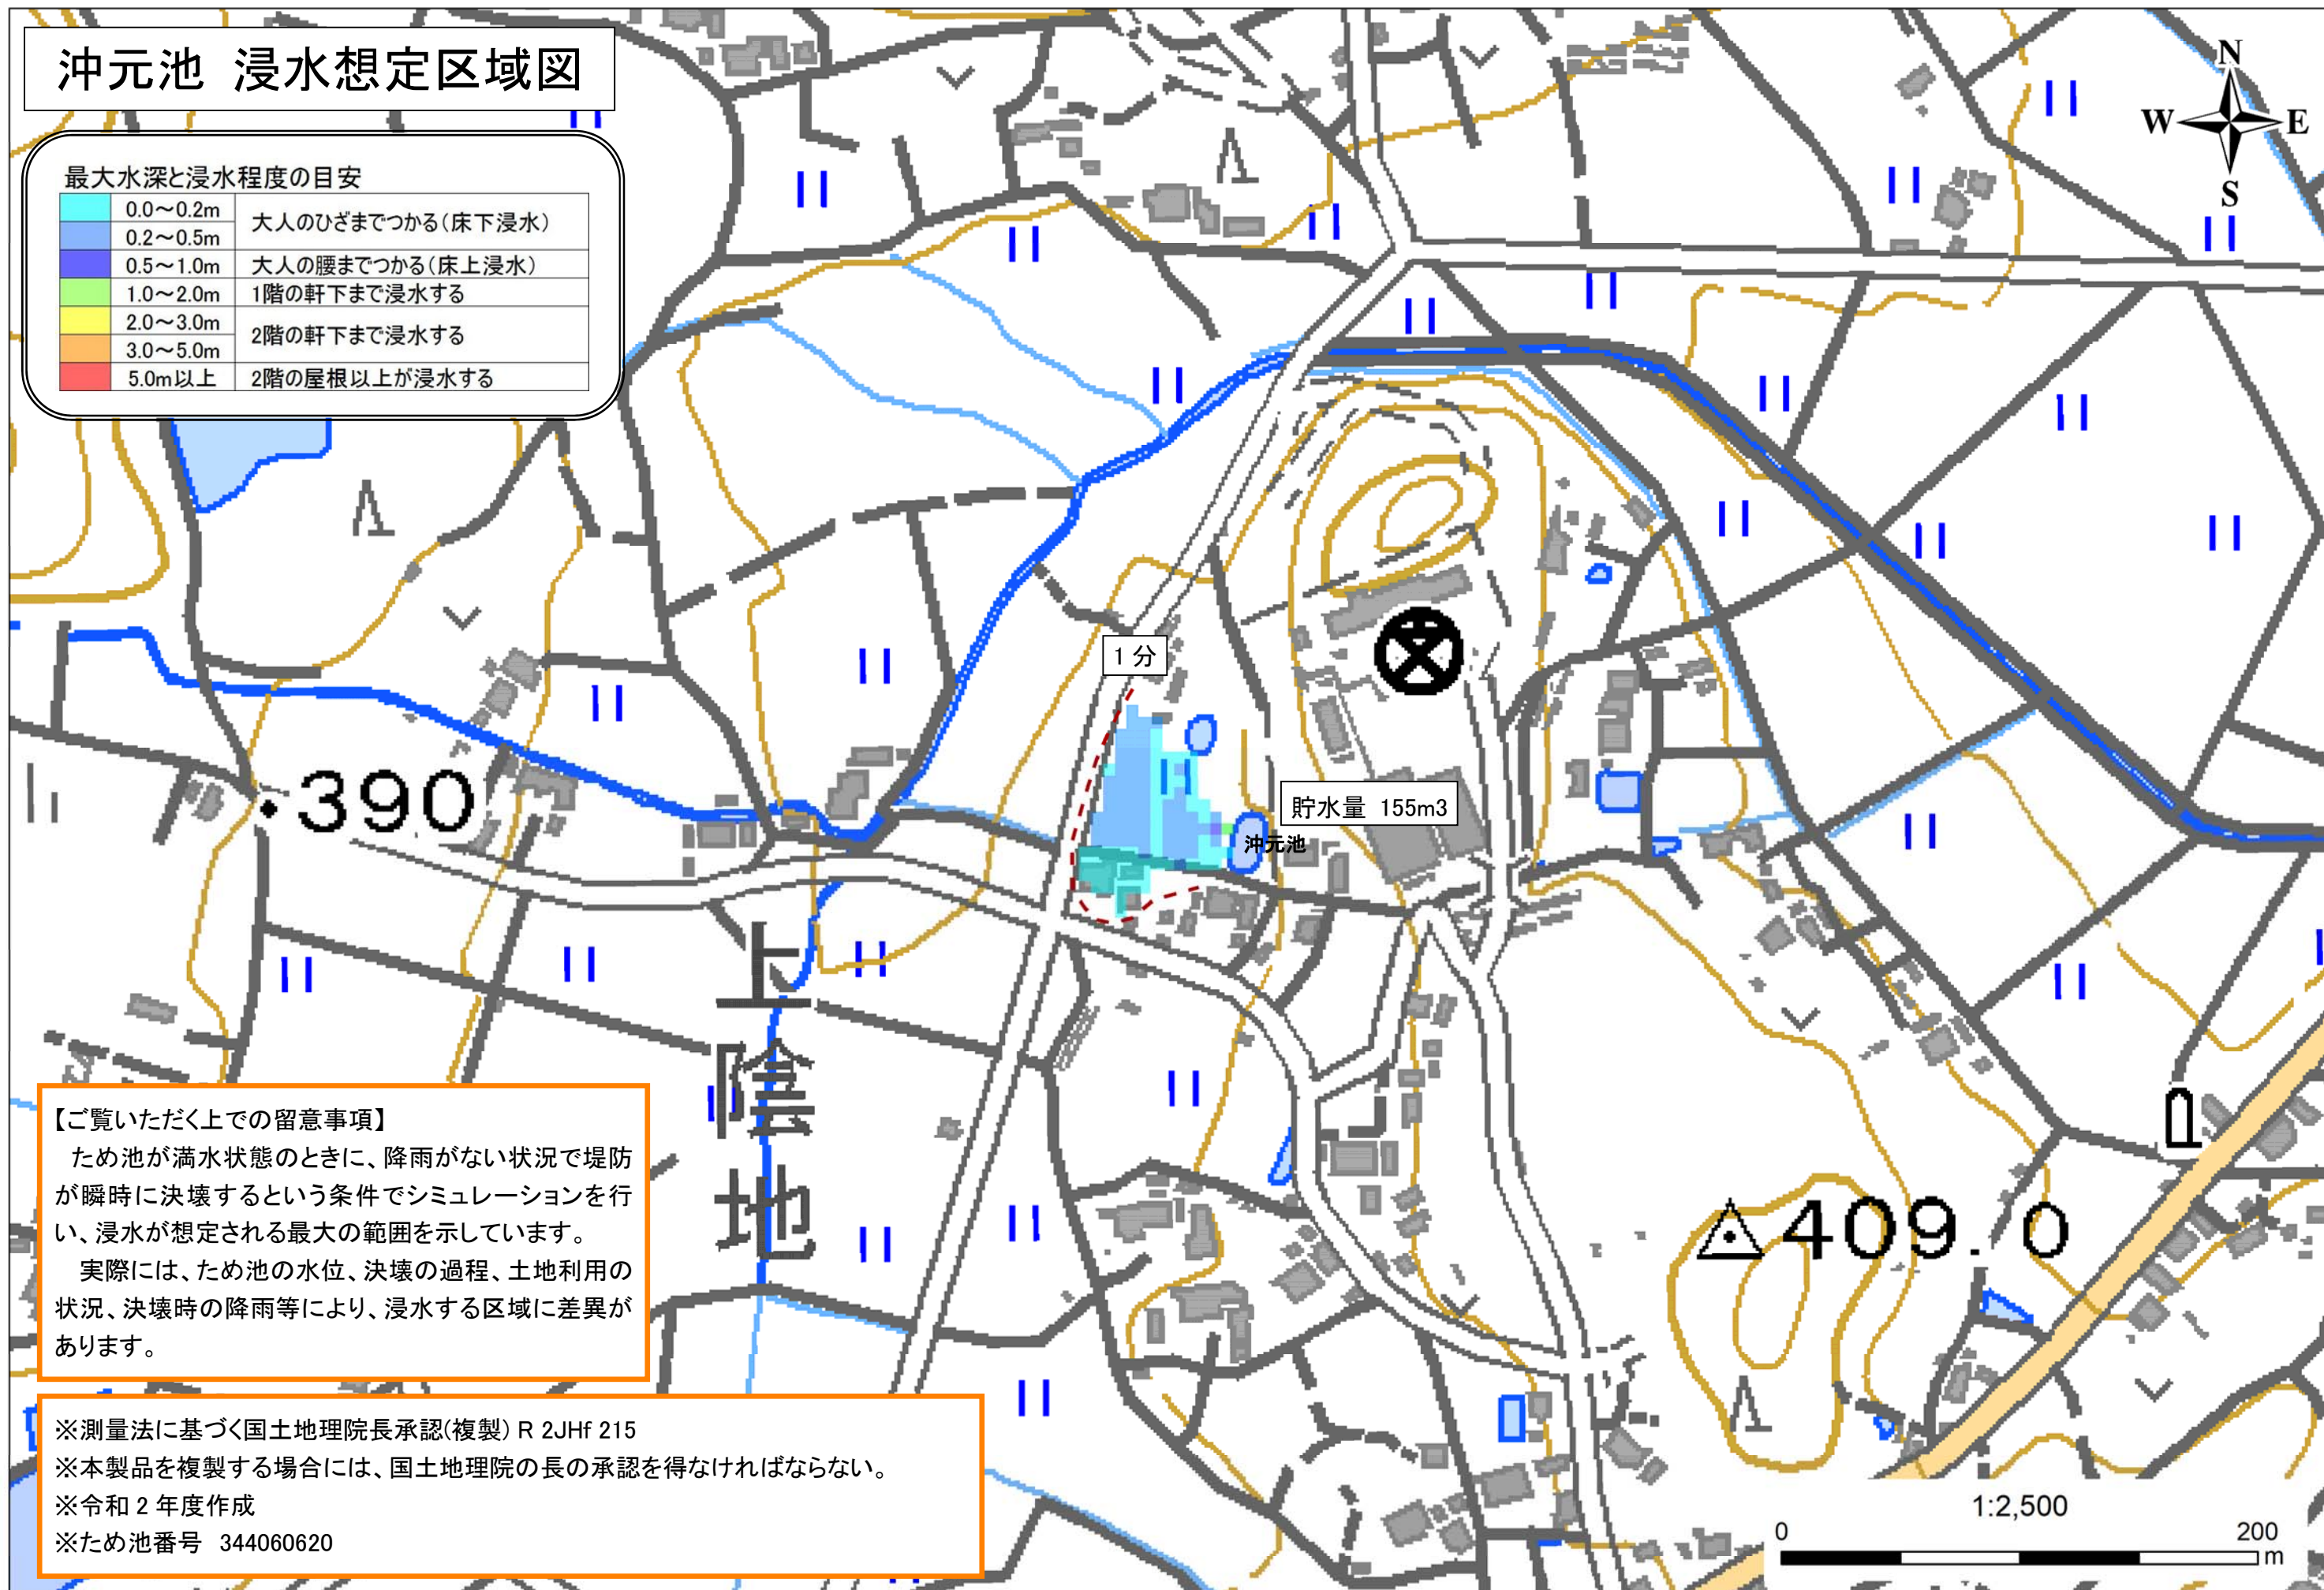 沖元池 浸水想定区域図
最大水深と浸水程度の目安
0.0～0.2m
大人のひざまでつかる(床下浸水)
0.2～0.5m
0.5～1.0m 大人の腰までつかる(床上浸水)
1.0～2.0m 1階の軒下まで浸水する
2.0～3.0m
2階の軒下まで浸水する
3.0～5.0m
5.0m以上 2階の屋根以上が浸水する
N
W E
S
1 分
・390
貯水量 155m3
沖元池
上陰地
409.0
【ご覧いただく上での留意事項】
ため池が満水状態のときに、降雨がない状況で堤防
が瞬時に決壊するという条件でシミュレーションを行
い、浸水が想定される最大の範囲を示しています。
実際には、ため池の水位、決壊の過程、土地利用の
状況、決壊時の降雨等により、浸水する区域に差異が
あります。
※測量法に基づく国土地理院長承認(複製) R 2JHf 215
※本製品を複製する場合には、国土地理院の長の承認を得なければならない。
※令和 2 年度作成
※ため池番号 344060620
1:2,500
0 200
m